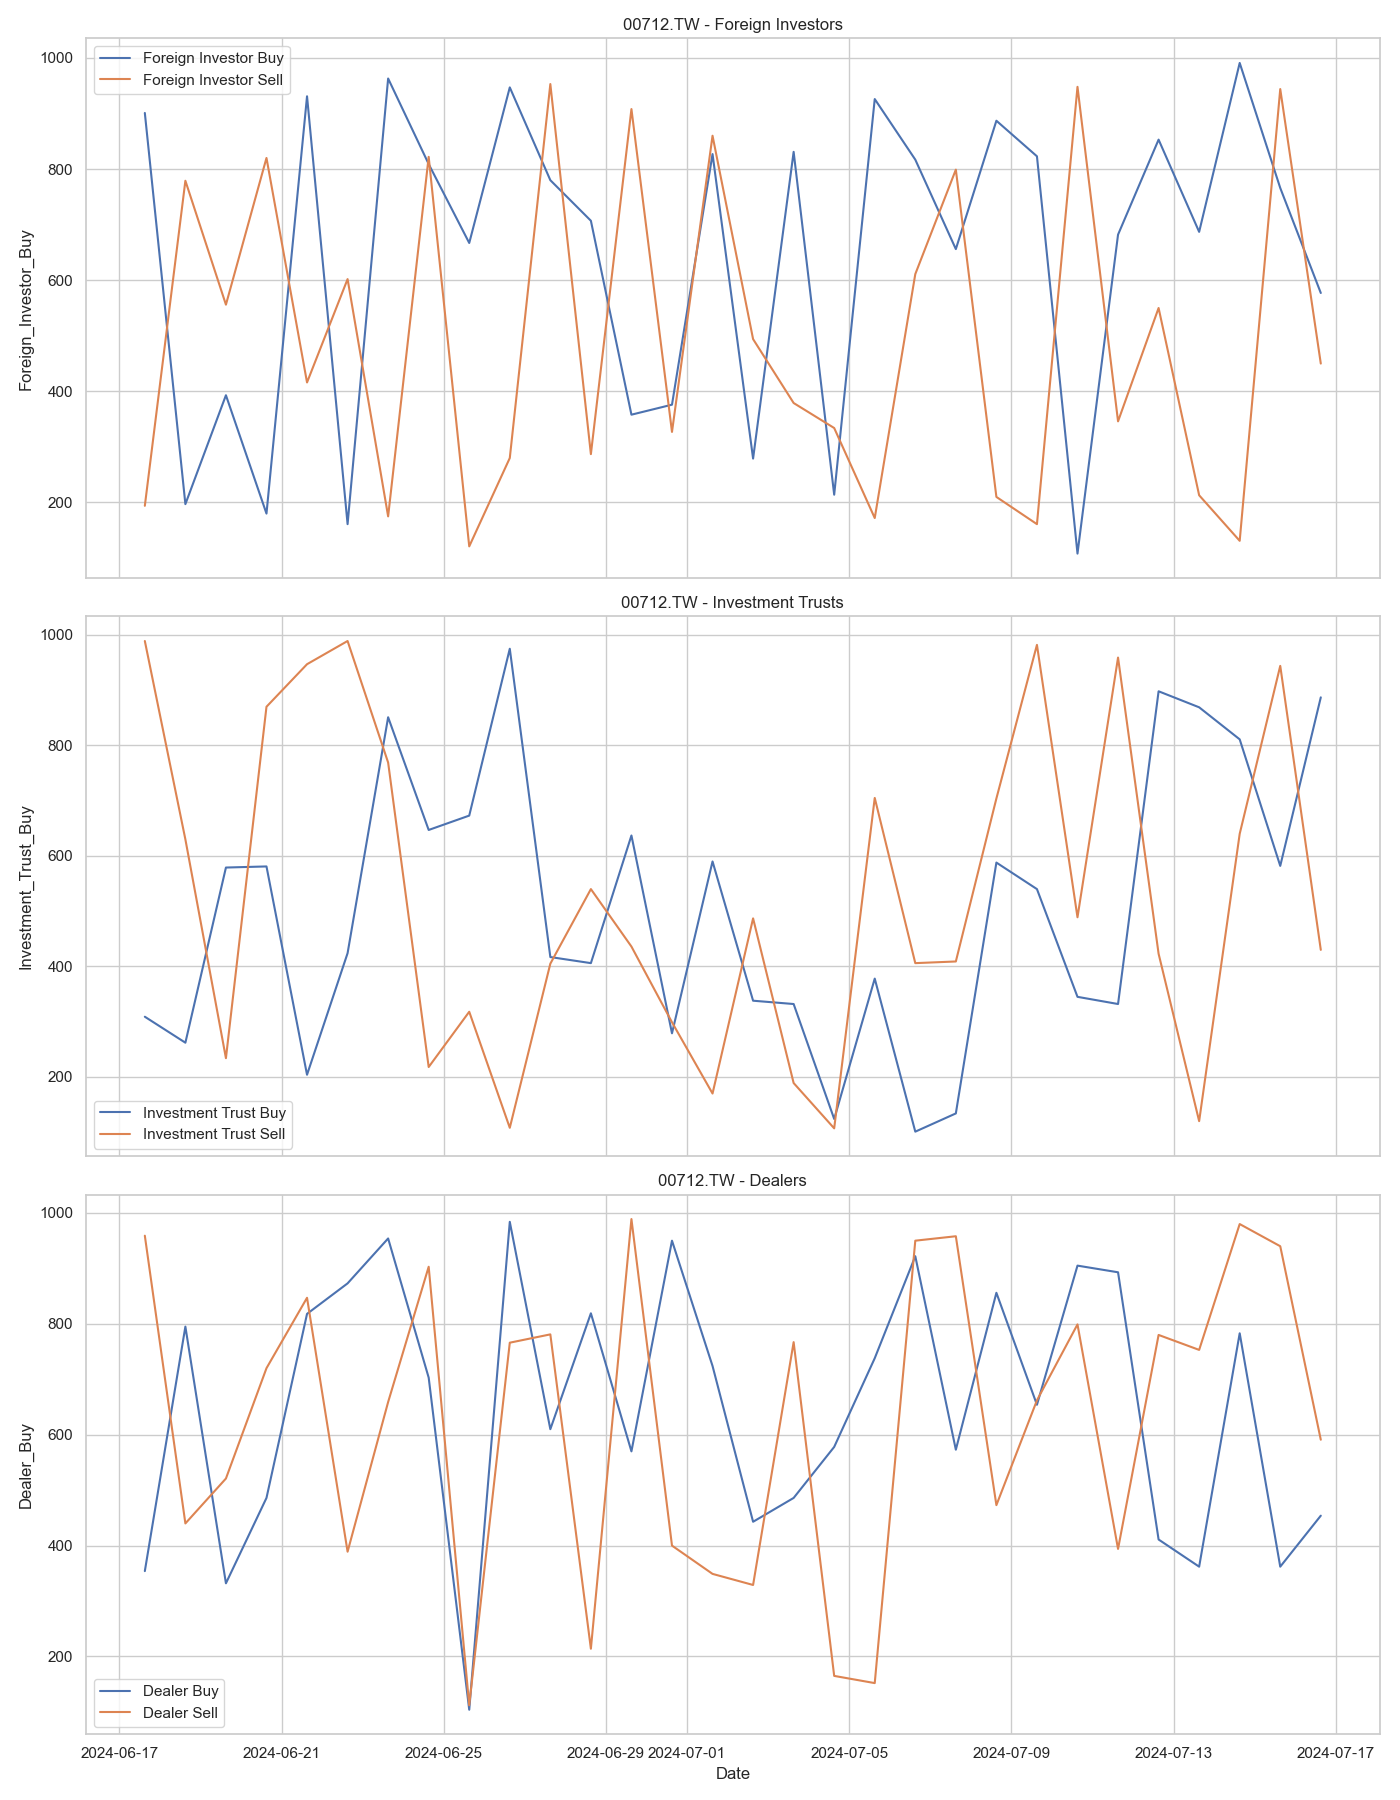 00712.TW - Foreign Investors
Foreign Investor Buy
Foreign Investor Sell
Foreign_Investor_Buy
1000
800
600
400
200
00712.TW - Investment Trusts
Investment_Trust_Buy
1000
800
600
400
200
Investment Trust Buy
Investment Trust Sell
00712.TW - Dealers
Dealer_Buy
1000
800
600
400
200
Dealer Buy
Dealer Sell
2024-06-17 2024-06-21 2024-06-25 2024-06-29 2024-07-01 2024-07-05 2024-07-09 2024-07-13 2024-07-17
Date